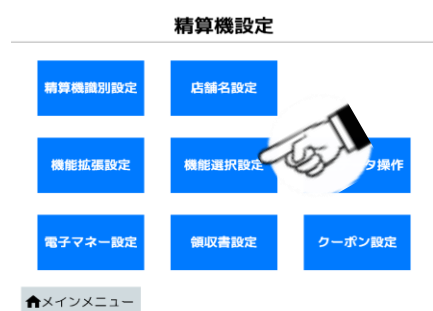 精算機設定
精算機識別設定
店舗名設定
機能拡張設定
機能選択設定
タ操作
電子マネー設定
領収書設定
クーポン設定
メインメニュー